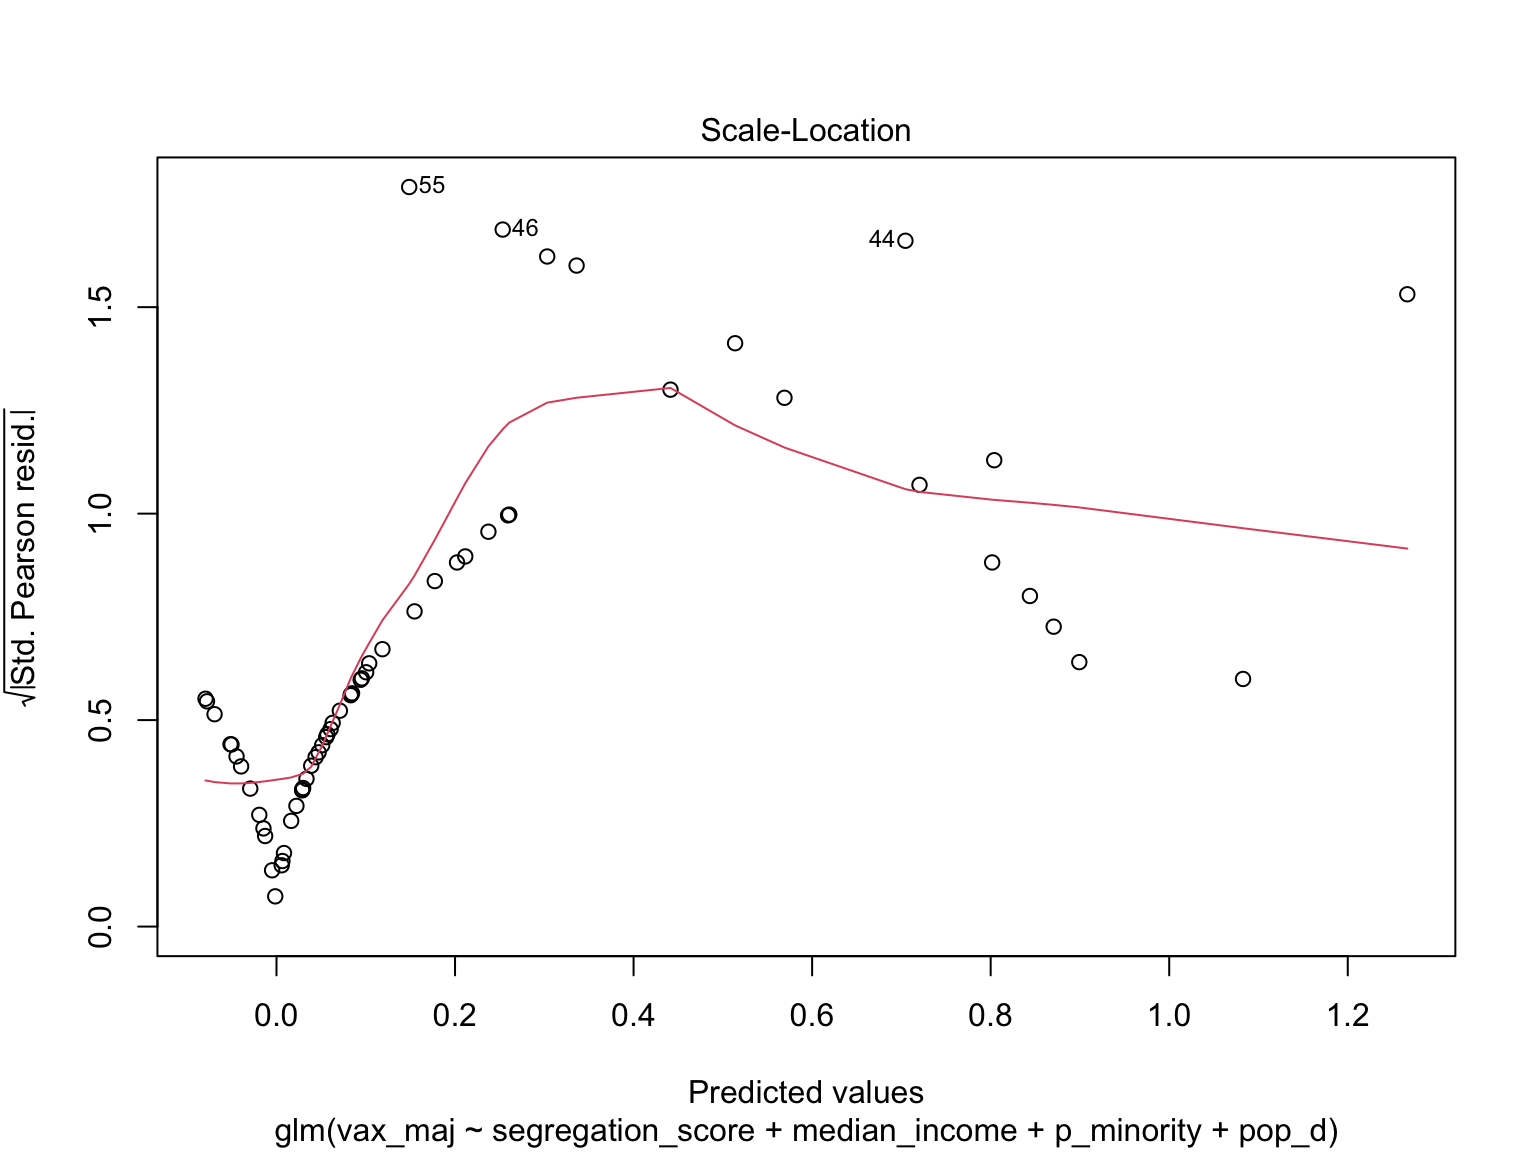 Scale-Location
55
46
44
√|Std. Pearson resid.|
1.5
1.0
0.5
0.0
0.0 0.2 0.4 0.6 0.8 1.0 1.2
Predicted values
glm(vax_maj ~ segregation_score + median_income + p_minority + pop_d)